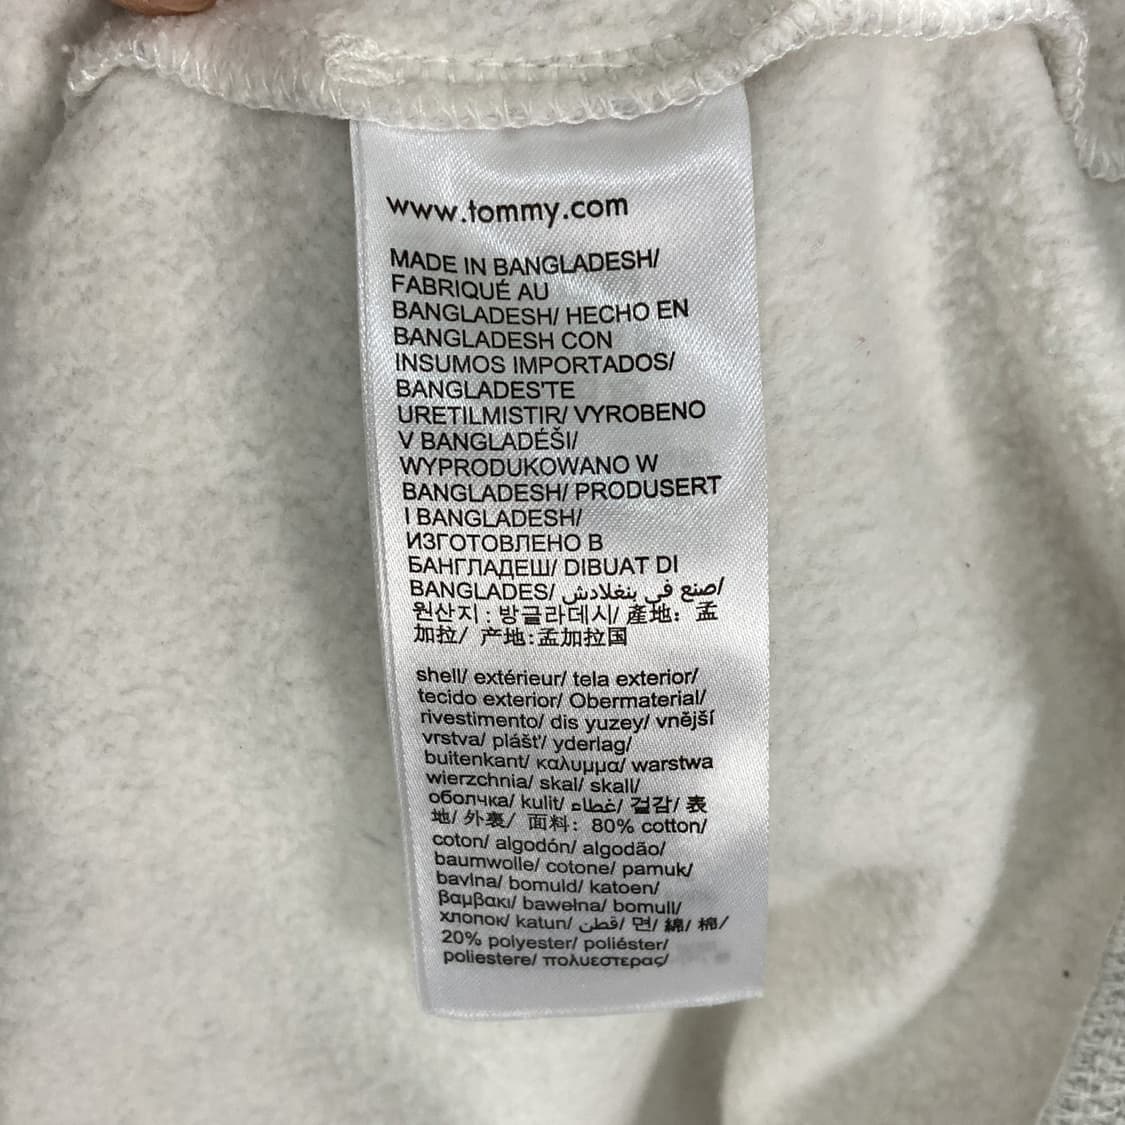 www.tommy.com
MADE IN BANGLADESH/
FABRIQUÉ AU
BANGLADESH/ HECHO EN
BANGLADESH CON
INSUMOS IMPORTADOS/
BANGLADES'TE
URETILMISTIR/ VYROBENO
V BANGLADÉŠI/
WYPRODUKOWANO W
BANGLADESH/ PRODUSERT
I BANGLADESH/
ИЗГОТОВЛЕНО В
БАНГЛАДЕШ/ DIBUAT DI
BANGLADES/ صنع في بنغلادش/
원산지 : 방글라데시/ 產地: 孟
加拉/ 产地:孟加拉国
shell/ extérieur/ tela exterior/
tecido exterior/ Obermaterial/
rivestimento/ dis yuzey/ vnější
vrstva/ plášt'/ yderlag/
buitenkant/ καλυμμα/ warstwa
wierzchnia/ skal/ skall/
оболчка/ kulit/ غطاء/ 겉감/ 表
地/ 外裹/ 面料: 80% cotton/
coton/ algodón/ algodão/
baumwolle/ cotone/ pamuk/
bavlna/ bomuld/ katoen/
βαμβακι/ bawełna/ bomull/
хлопок/ katun/ قطن/ 면/ 綿/ 棉/
20% polyester/ poliéster/
poliestere/ πολυεστερας/